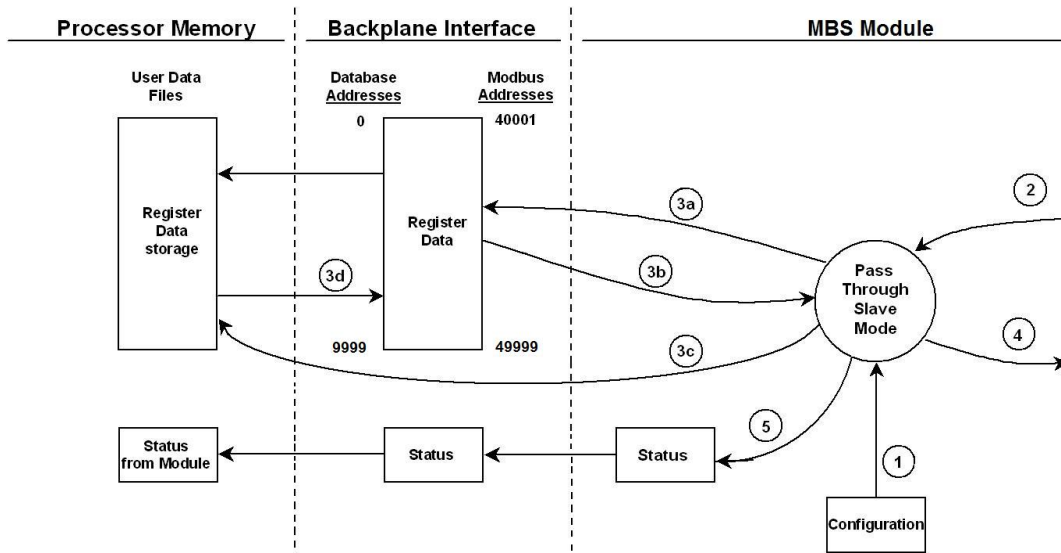 Processor Memory
Backplane Interface
MBS Module
User Data
Files
Database
Addresses
Modbus
Addresses
0
40001
Register
Data
storage
Register
Data
3a
2
3d
3b
Pass
Through
Slave
Mode
9999
49999
3c
4
Status
from Module
Status
Status
5
1
Configuration